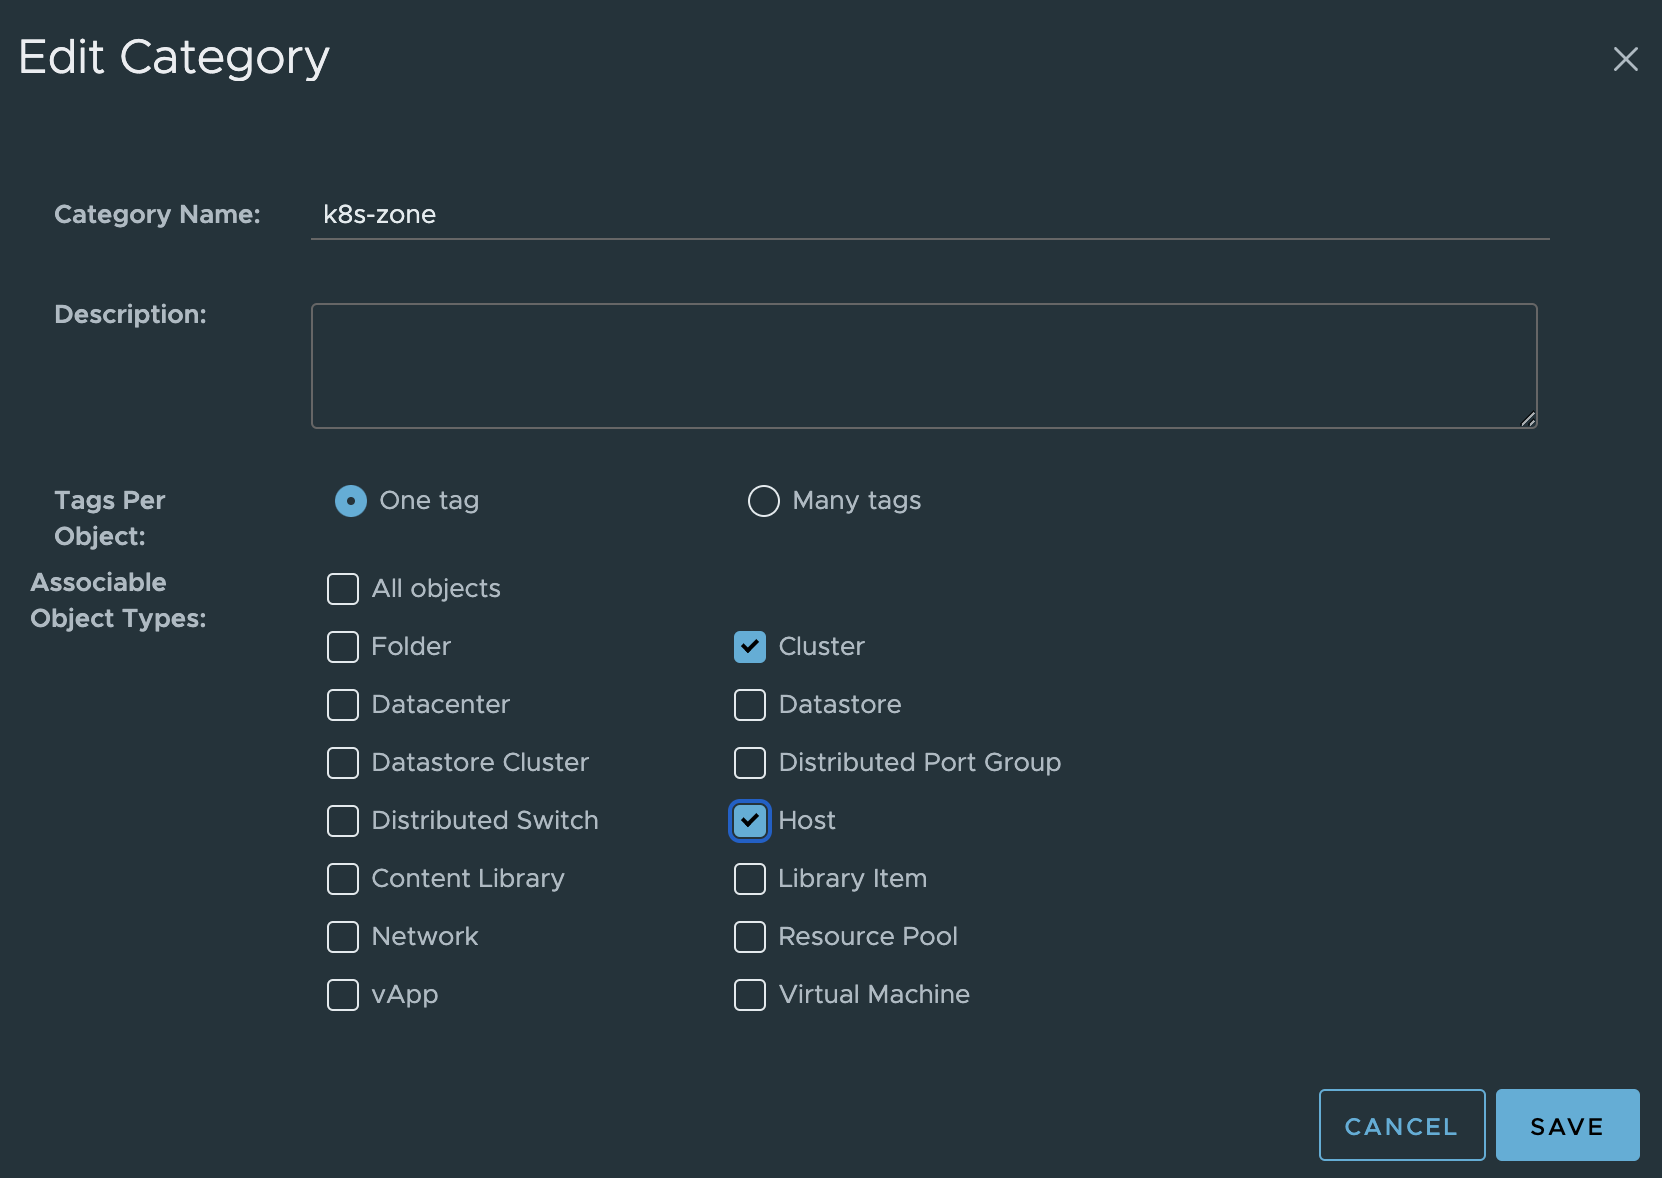 Edit Category
Category Name: k8s-zone
Description:
Tags Per
Object:
One tag
Many tags
Associable
Object Types:
All objects
Folder
Cluster
Datacenter
Datastore
Datastore Cluster
Distributed Port Group
Distributed Switch
Host
Content Library
Library Item
Network
Resource Pool
vApp
Virtual Machine
CANCEL
SAVE